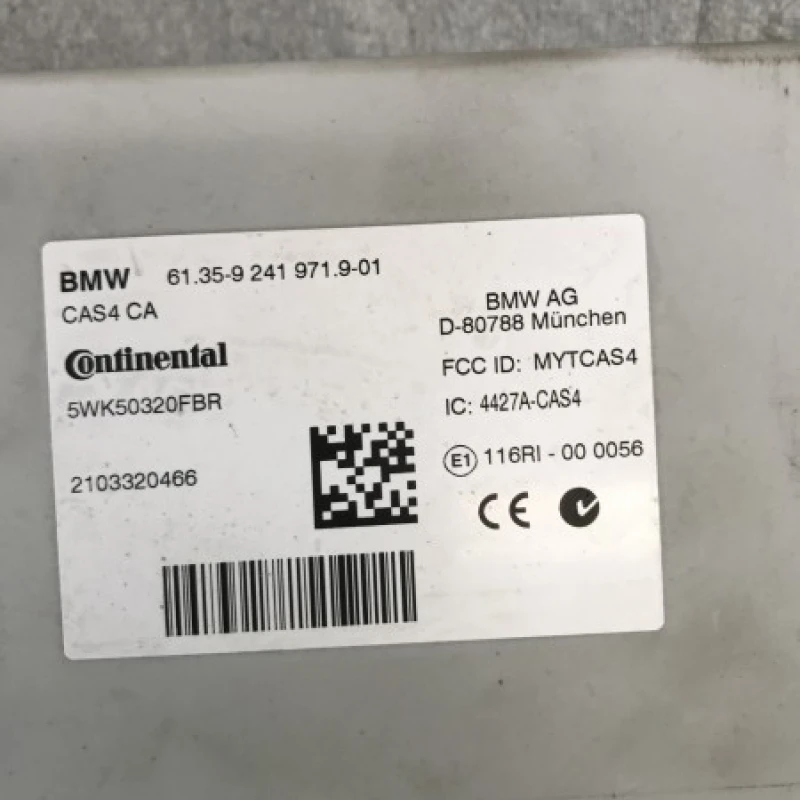 BMW 61.35-9 241 971.9-01
CAS4 CA
Continental
5WK50320FBR
2103320466
BMW AG
D-80788 München
FCC ID: MYTCAS4
IC: 4427A-CAS4
E1 116RI - 00 0056
CE